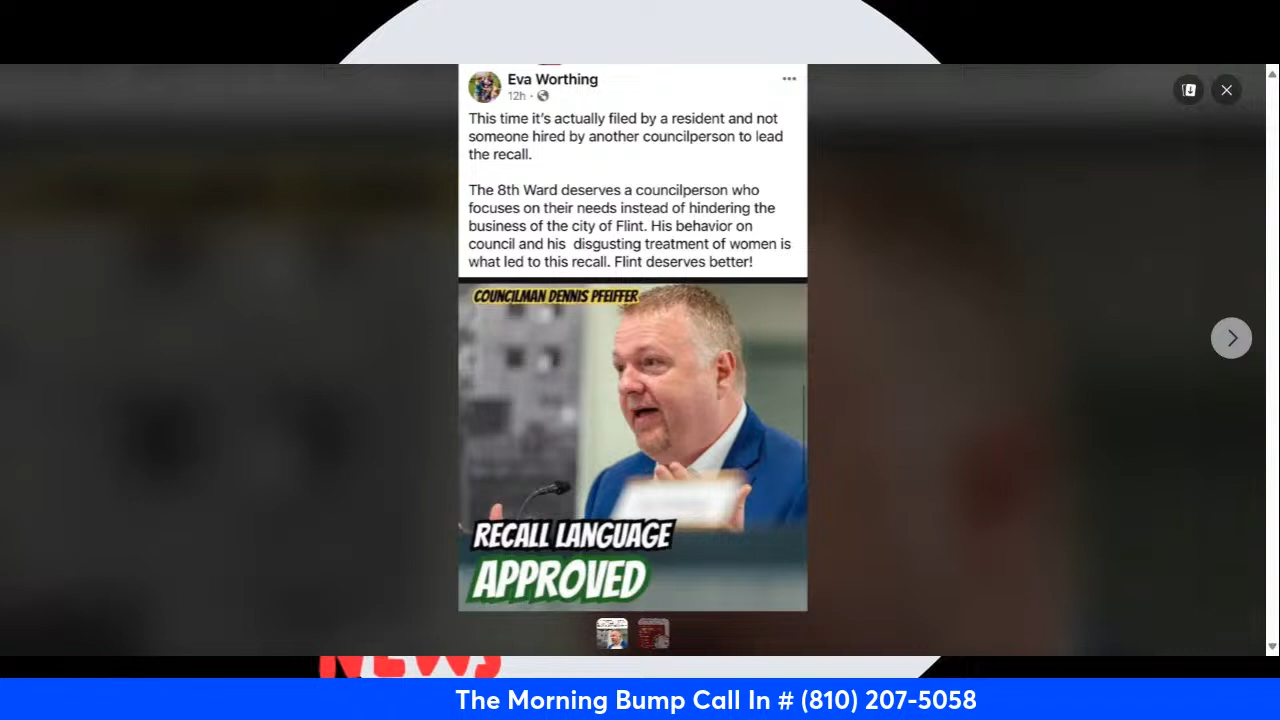 Eva Worthing
12h ·
This time it's actually filed by a resident and not
someone hired by another councilperson to lead
the recall.
The 8th Ward deserves a councilperson who
focuses on their needs instead of hindering the
business of the city of Flint. His behavior on
council and his disgusting treatment of women is
what led to this recall. Flint deserves better!
COUNCILMAN DENNIS PFEIFFER
RECALL LANGUAGE
APPROVED
NEWS
The Morning Bump Call In # (810) 207-5058